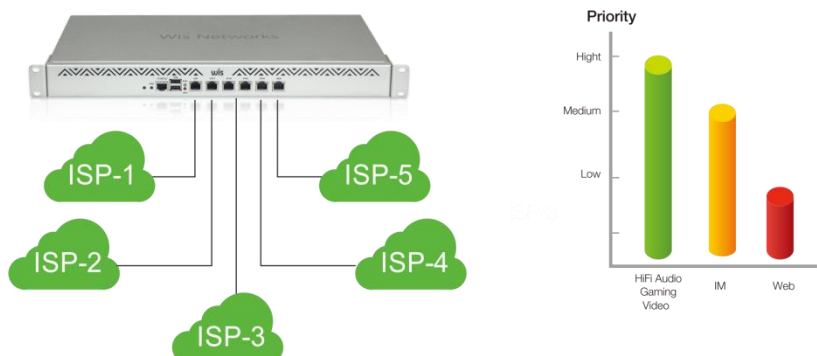 Wis Networks
wis
ISP-1
ISP-5
ISP-2
ISP-4
ISP-3
Priority
Hight
Medium
Low
HiFi Audio
Gaming
Video
IM
Web